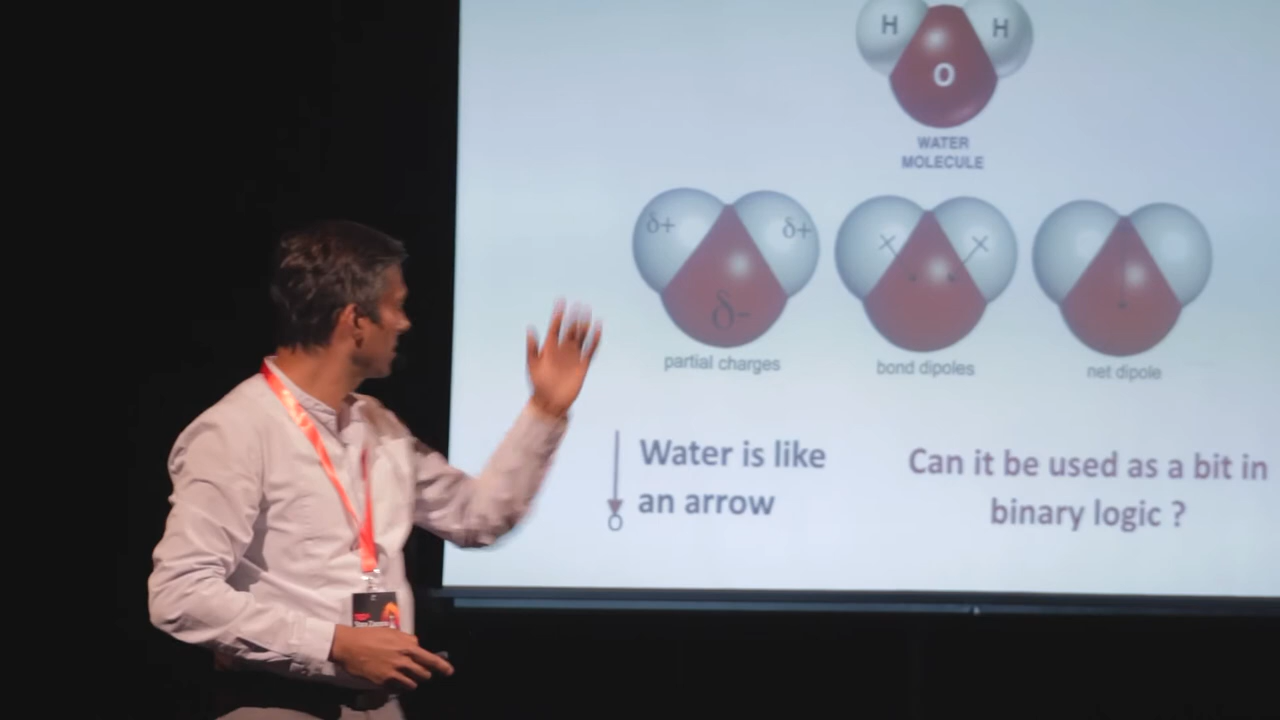 H H
O
WATER
MOLECULE
δ+ δ+
δ-
partial charges
bond dipoles
net dipole
Water is like
an arrow
Can it be used as a bit in
binary logic ?